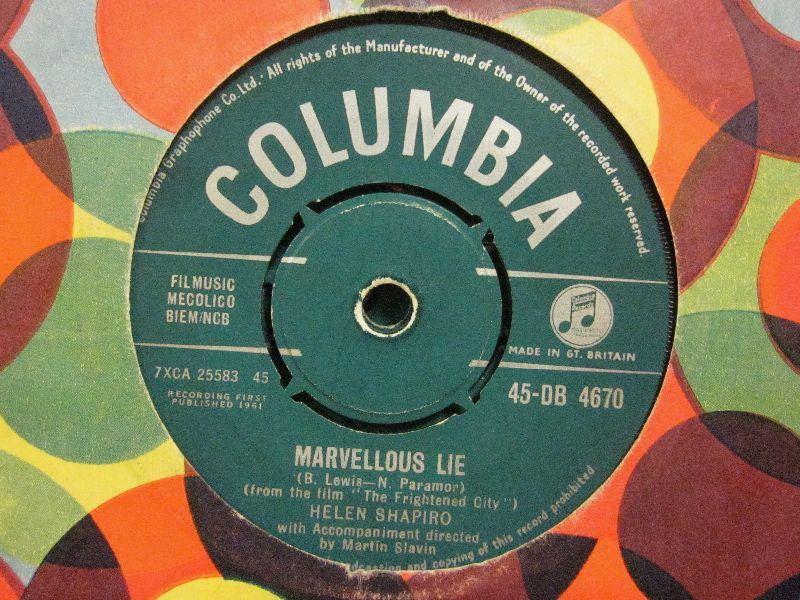 Columbia Graphophone Co. Ltd. · All rights of the Manufacturer and of the Owner of the recorded work reserved.
COLUMBIA
FILMUSIC
MECOLICO
BIEM/NCB
7XCA 25583 45
RECORDING FIRST
PUBLISHED 1961
MADE IN GT. BRITAIN
45-DB 4670
MARVELLOUS LIE
(B. Lewis—N. Paramor)
(from the film "The Frightened City")
HELEN SHAPIRO
with Accompaniment directed
by Martin Slavin
and copying of this record prohibited